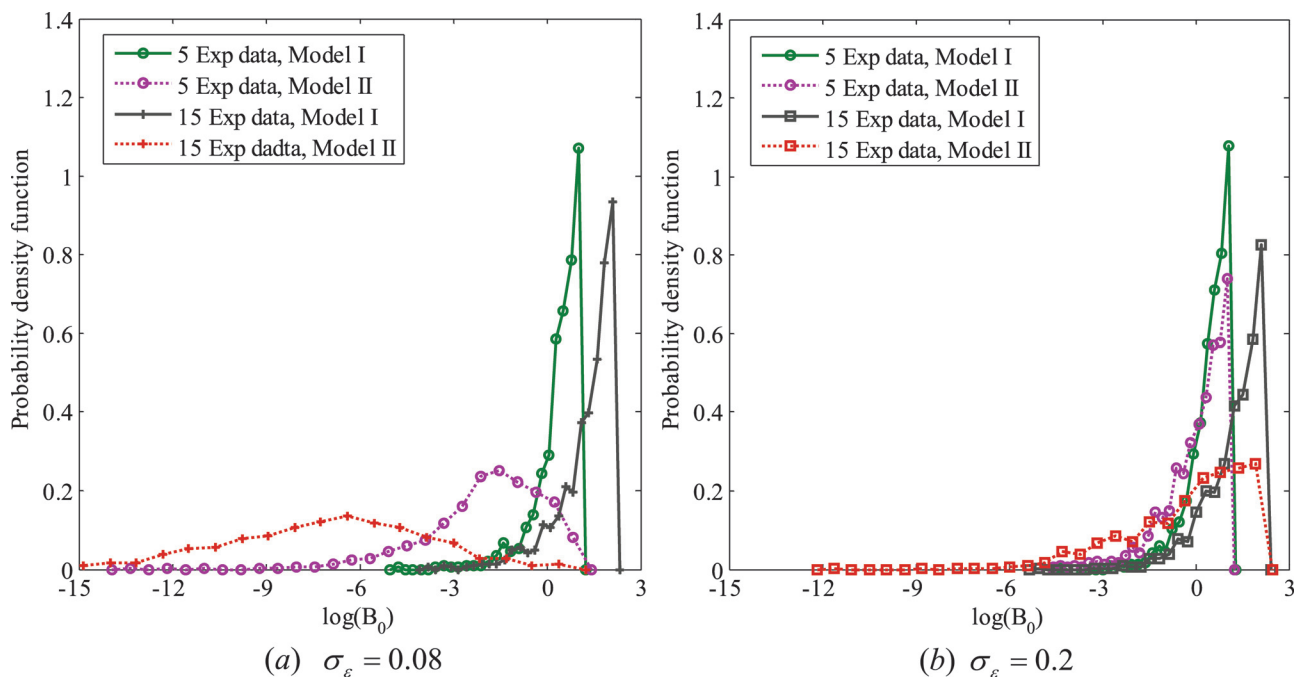 1.4
1.2
1
0.8
0.6
0.4
0.2
0
Probability density function
5 Exp data, Model I
5 Exp data, Model II
15 Exp data, Model I
15 Exp dadta, Model II
-15
-12
-9
-6
-3
0
3
log(B₀)
(a) σ_ε = 0.08
1.4
1.2
1
0.8
0.6
0.4
0.2
0
Probability density function
5 Exp data, Model I
5 Exp data, Model II
15 Exp data, Model I
15 Exp data, Model II
-15
-12
-9
-6
-3
0
3
log(B₀)
(b) σ_ε = 0.2